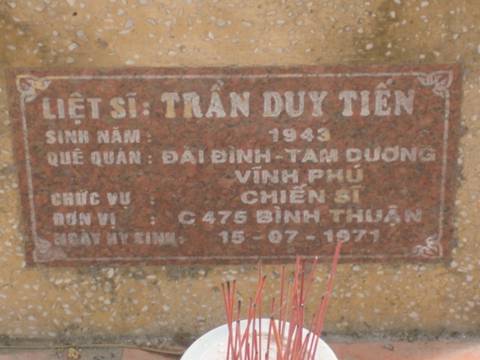 LIỆT SĨ: TRẦN DUY TIẾN
SINH NĂM : 1943
QUÊ QUÁN : ĐẠI ĐÌNH-TAM DƯƠNG
VĨNH PHÚ
CHỨC VỤ : CHIẾN SĨ
ĐƠN VỊ : C 475 BÌNH THUẬN
NGÀY HY SINH: 15-07-1971